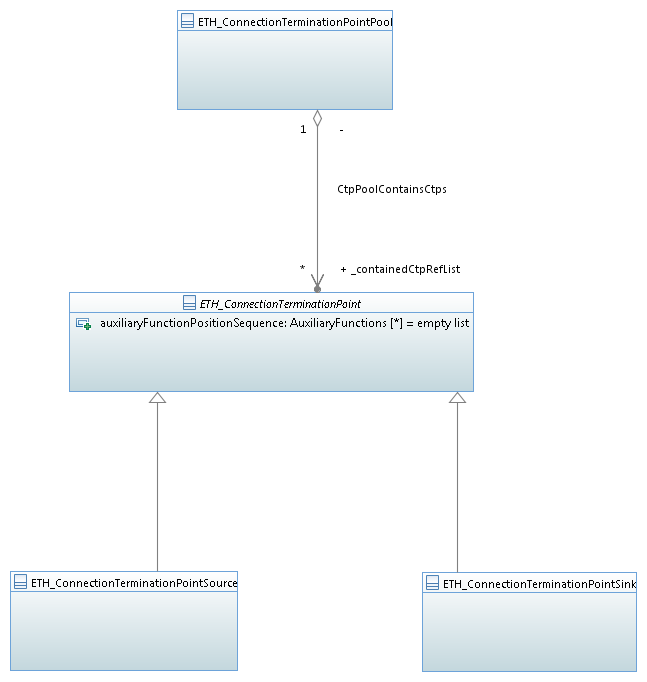 ETH_ConnectionTerminationPointPool
1 -
CtpPoolContainsCtps
* + _containedCtpRefList
ETH_ConnectionTerminationPoint
auxiliaryFunctionPositionSequence: AuxiliaryFunctions [*] = empty list
ETH_ConnectionTerminationPointSource
ETH_ConnectionTerminationPointSink